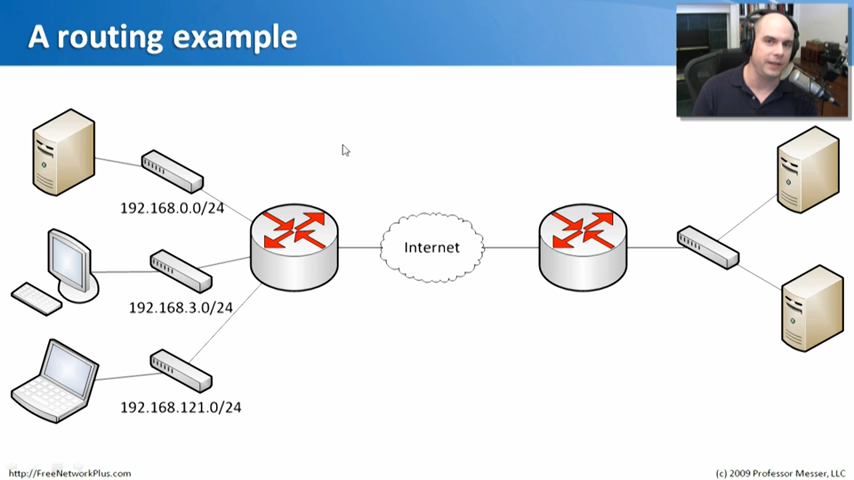 A routing example
192.168.0.0/24
Internet
192.168.3.0/24
192.168.121.0/24
http://FreeNetworkPlus.com
(c) 2009 Professor Messer, LLC